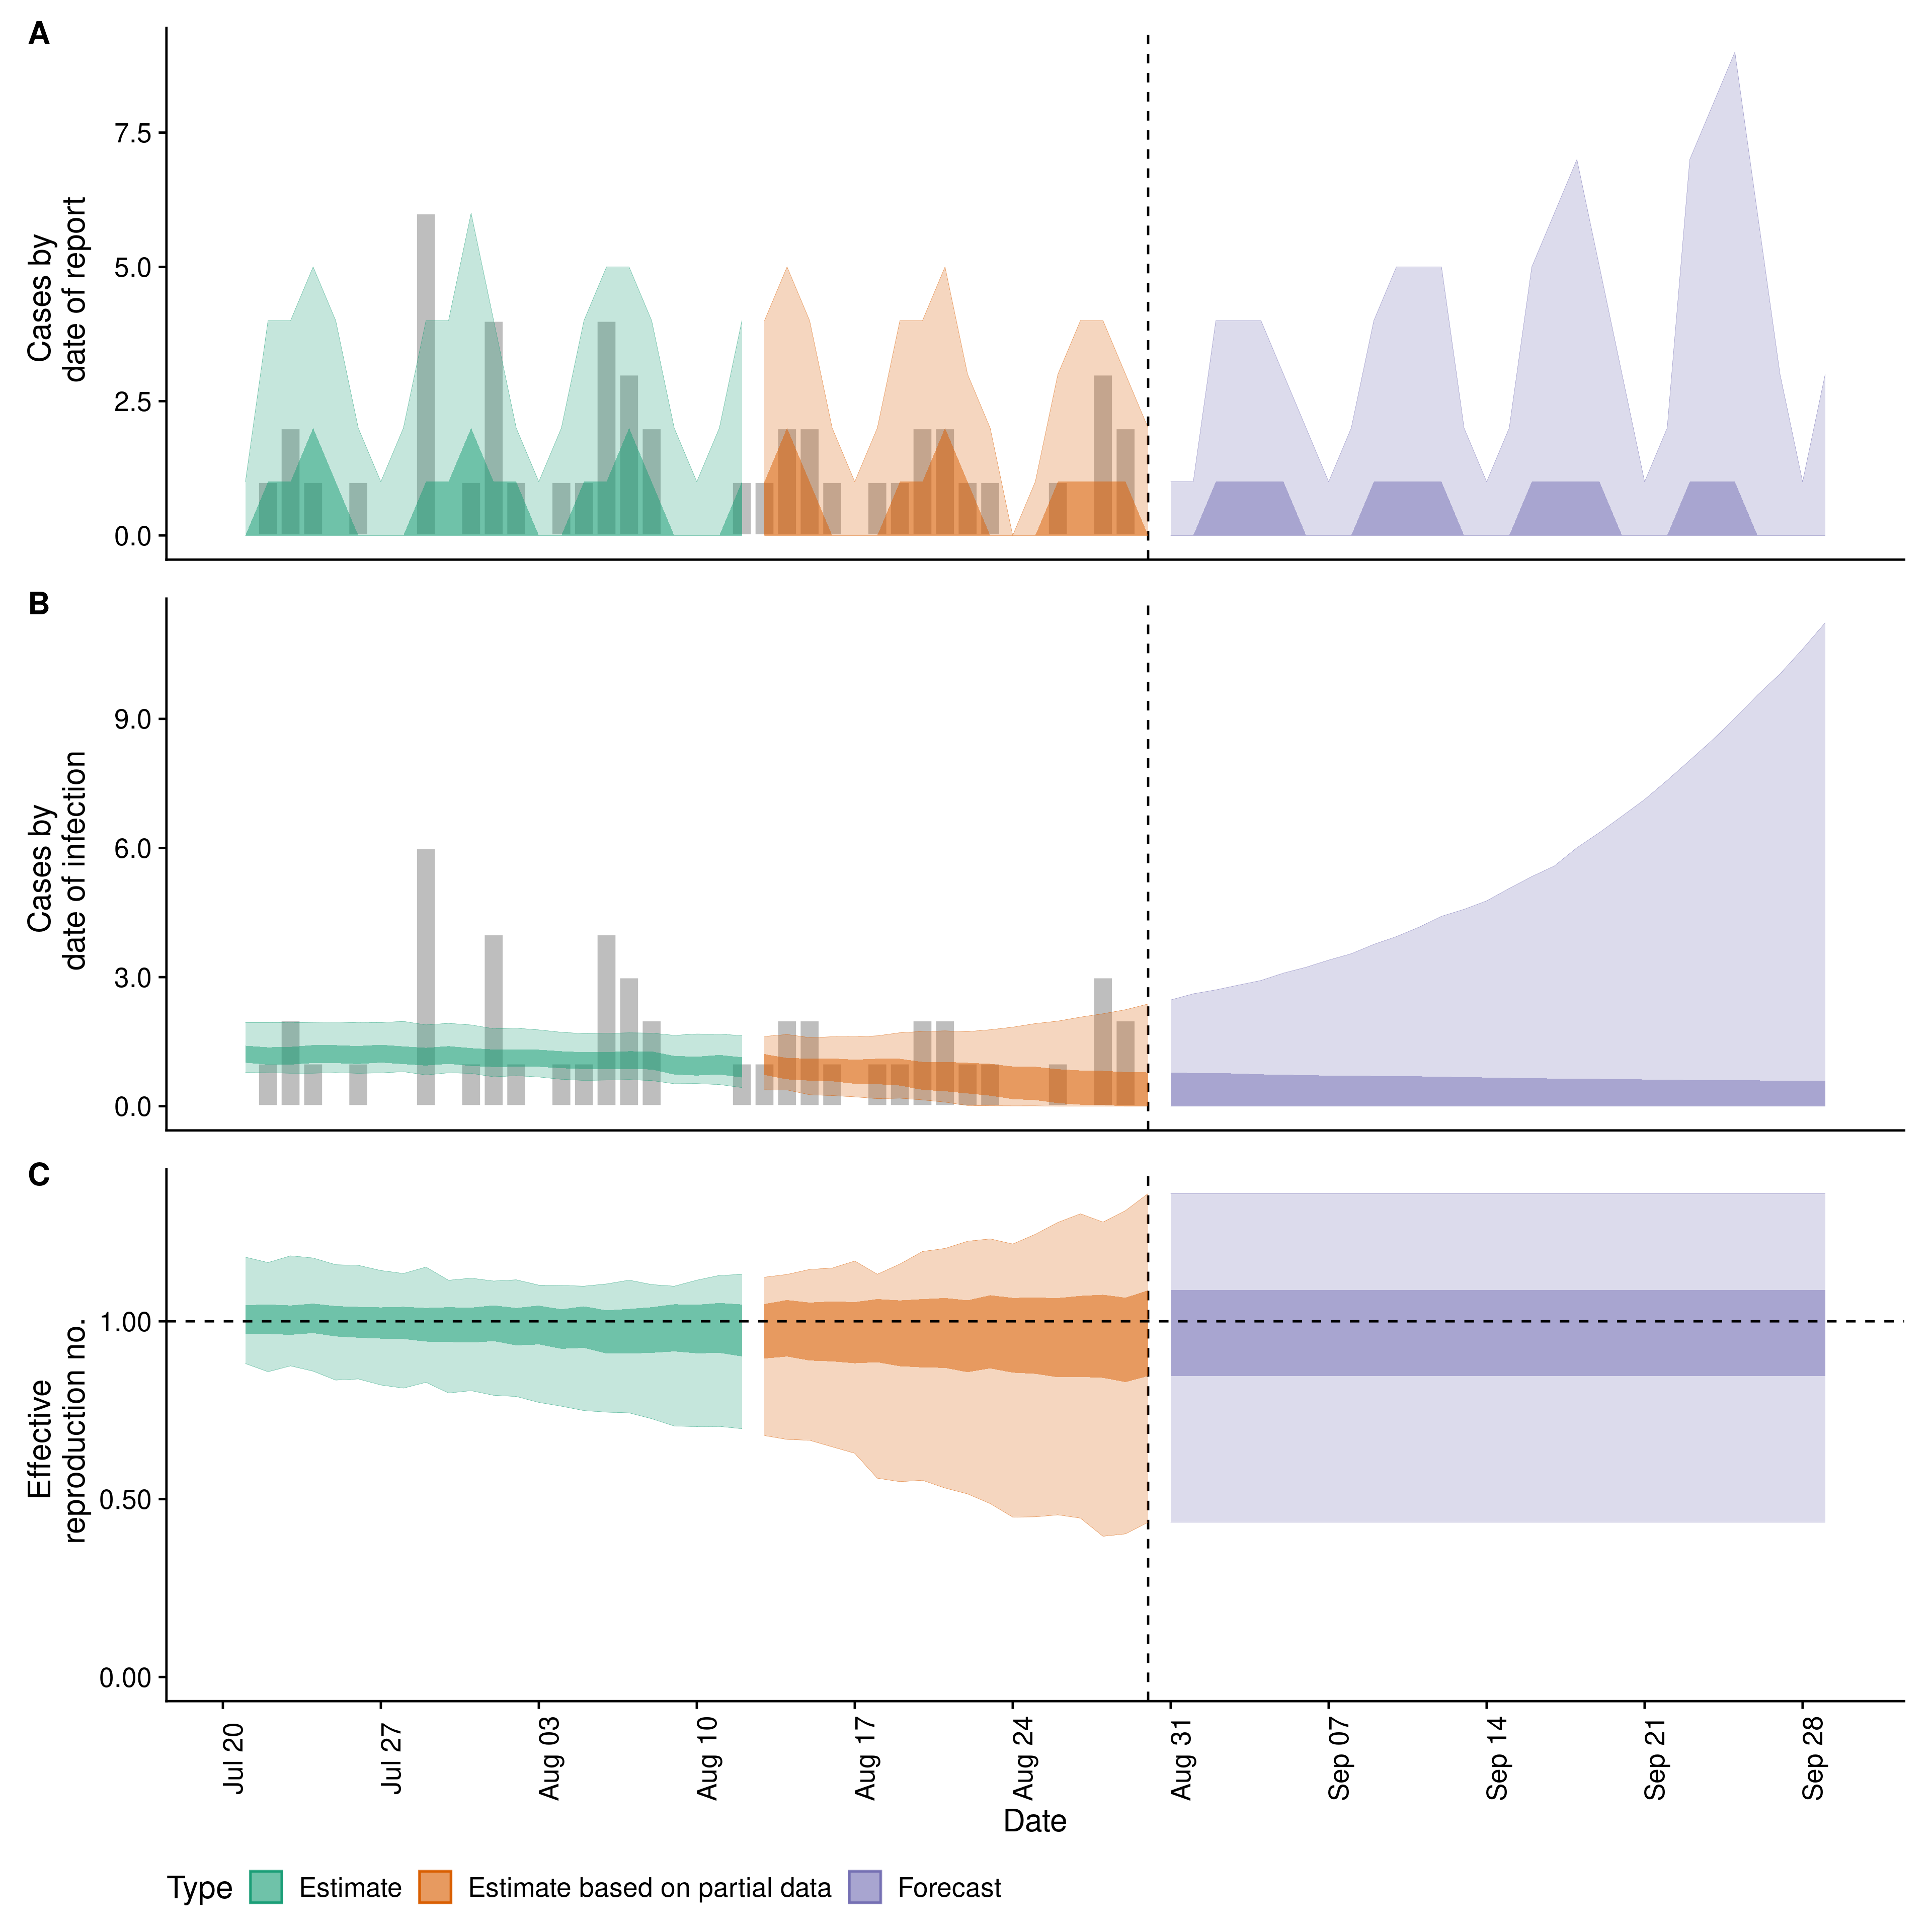 A
Cases by
date of report
7.5
5.0
2.5
0.0
B
Cases by
date of infection
9.0
6.0
3.0
0.0
C
Effective
reproduction no.
1.00
0.50
0.00
Jul 20
Jul 27
Aug 03
Aug 10
Aug 17
Aug 24
Aug 31
Sep 07
Sep 14
Sep 21
Sep 28
Date
Type
Estimate
Estimate based on partial data
Forecast